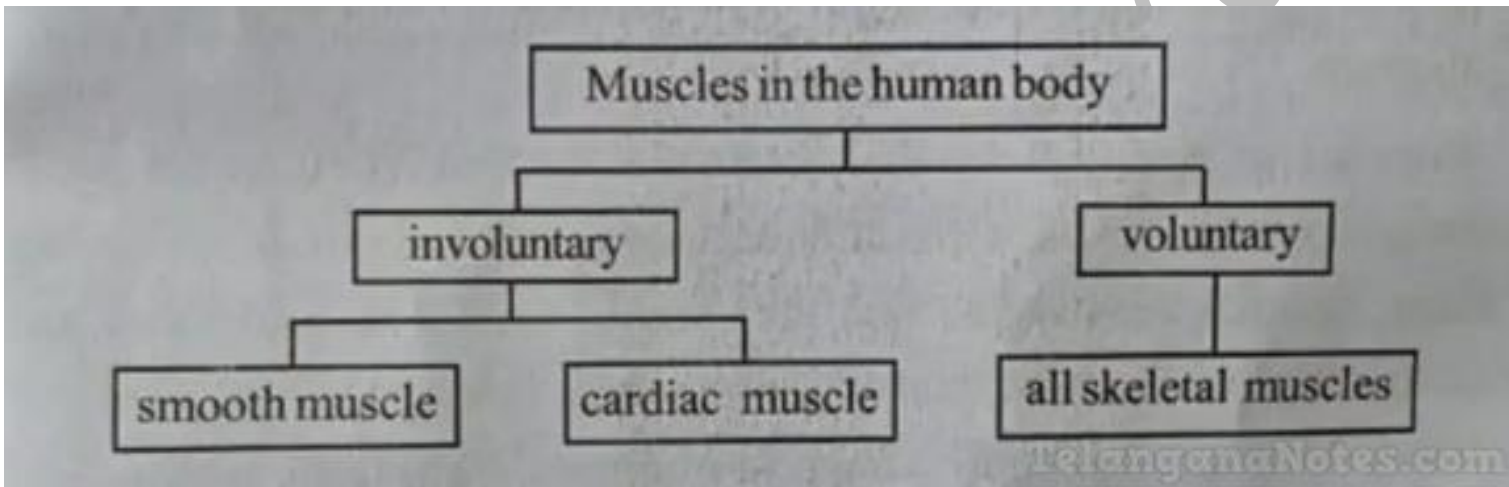 Muscles in the human body
involuntary
voluntary
smooth muscle
cardiac muscle
all skeletal muscles
TelanganaNotes.com